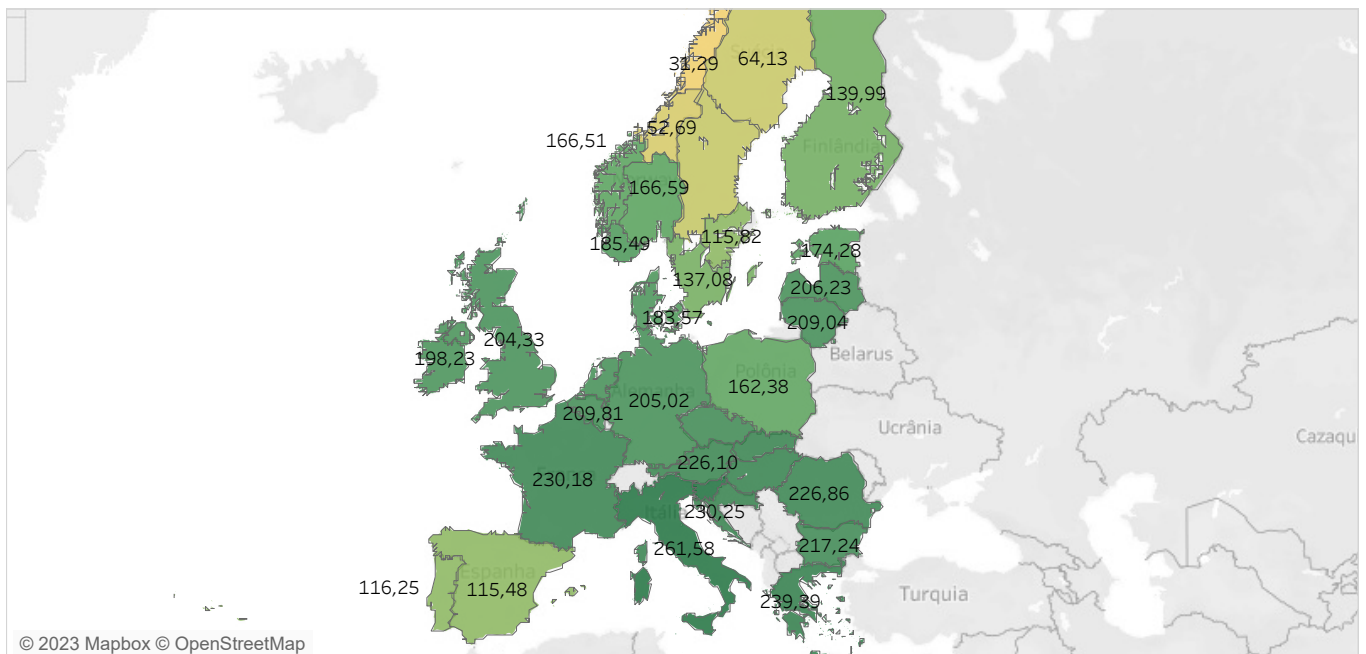 64,13
31,29
139,99
52,69
166,51
Finlândia
166,59
115,82
185,49
174,28
137,08
206,23
183,57
209,04
204,33
Belarus
198,23
Polônia
162,38
Alemanha
205,02
209,81
Ucrânia
Cazaqu
226,10
230,18
226,86
230,25
Itália
261,58
217,24
Espanha
116,25
115,48
239,39
Turquia
© 2023 Mapbox © OpenStreetMap